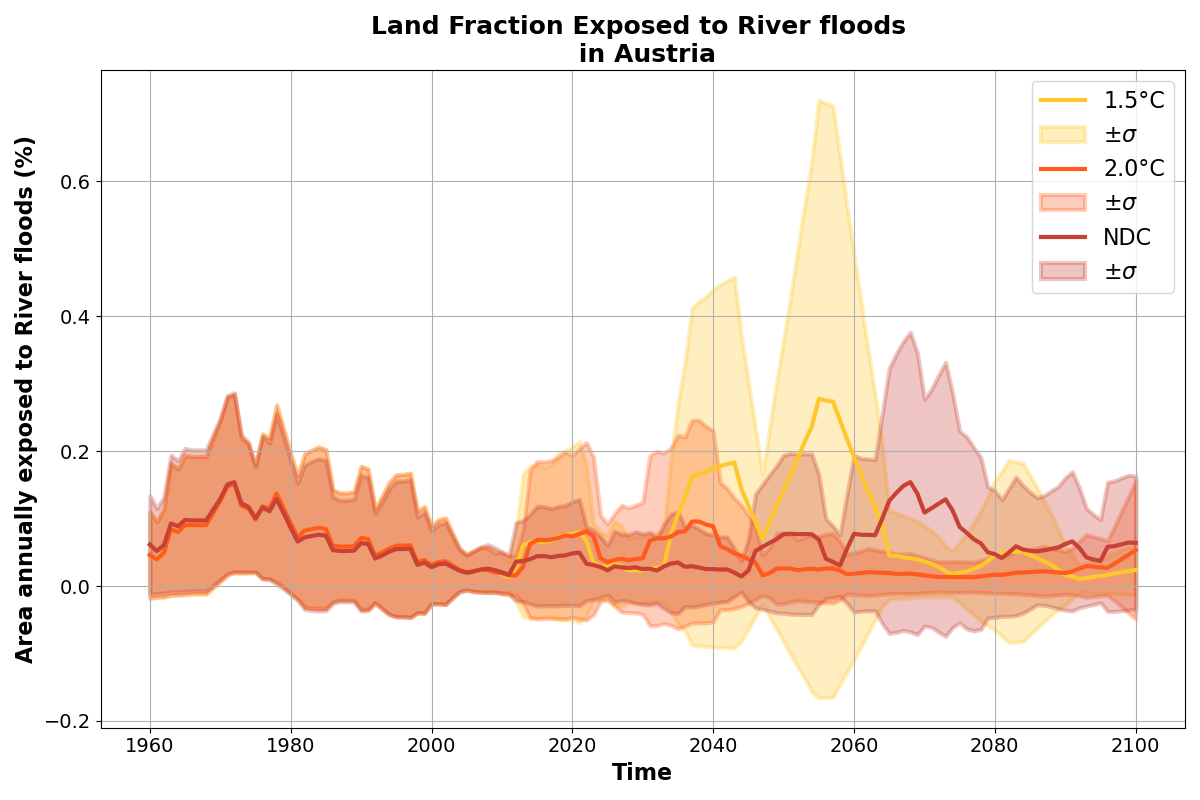 Land Fraction Exposed to River floods
in Austria
Area annually exposed to River floods (%)
0.6
0.4
0.2
0.0
−0.2
1960
1980
2000
2020
2040
2060
2080
2100
Time
1.5°C
±σ
2.0°C
±σ
NDC
±σ